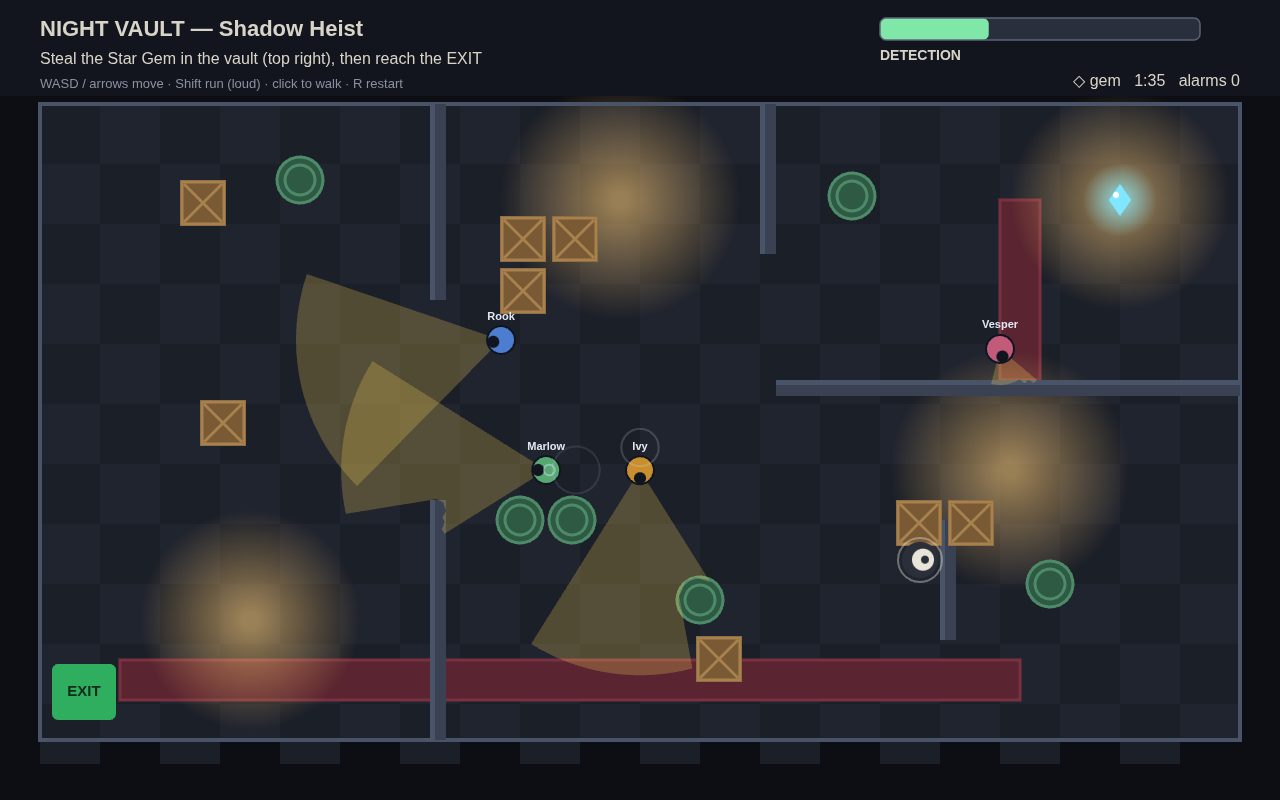 NIGHT VAULT — Shadow Heist
Steal the Star Gem in the vault (top right), then reach the EXIT
WASD / arrows move · Shift run (loud) · click to walk · R restart
DETECTION
◇ gem 1:35 alarms 0
Rook
Vesper
Marlow
Ivy
EXIT